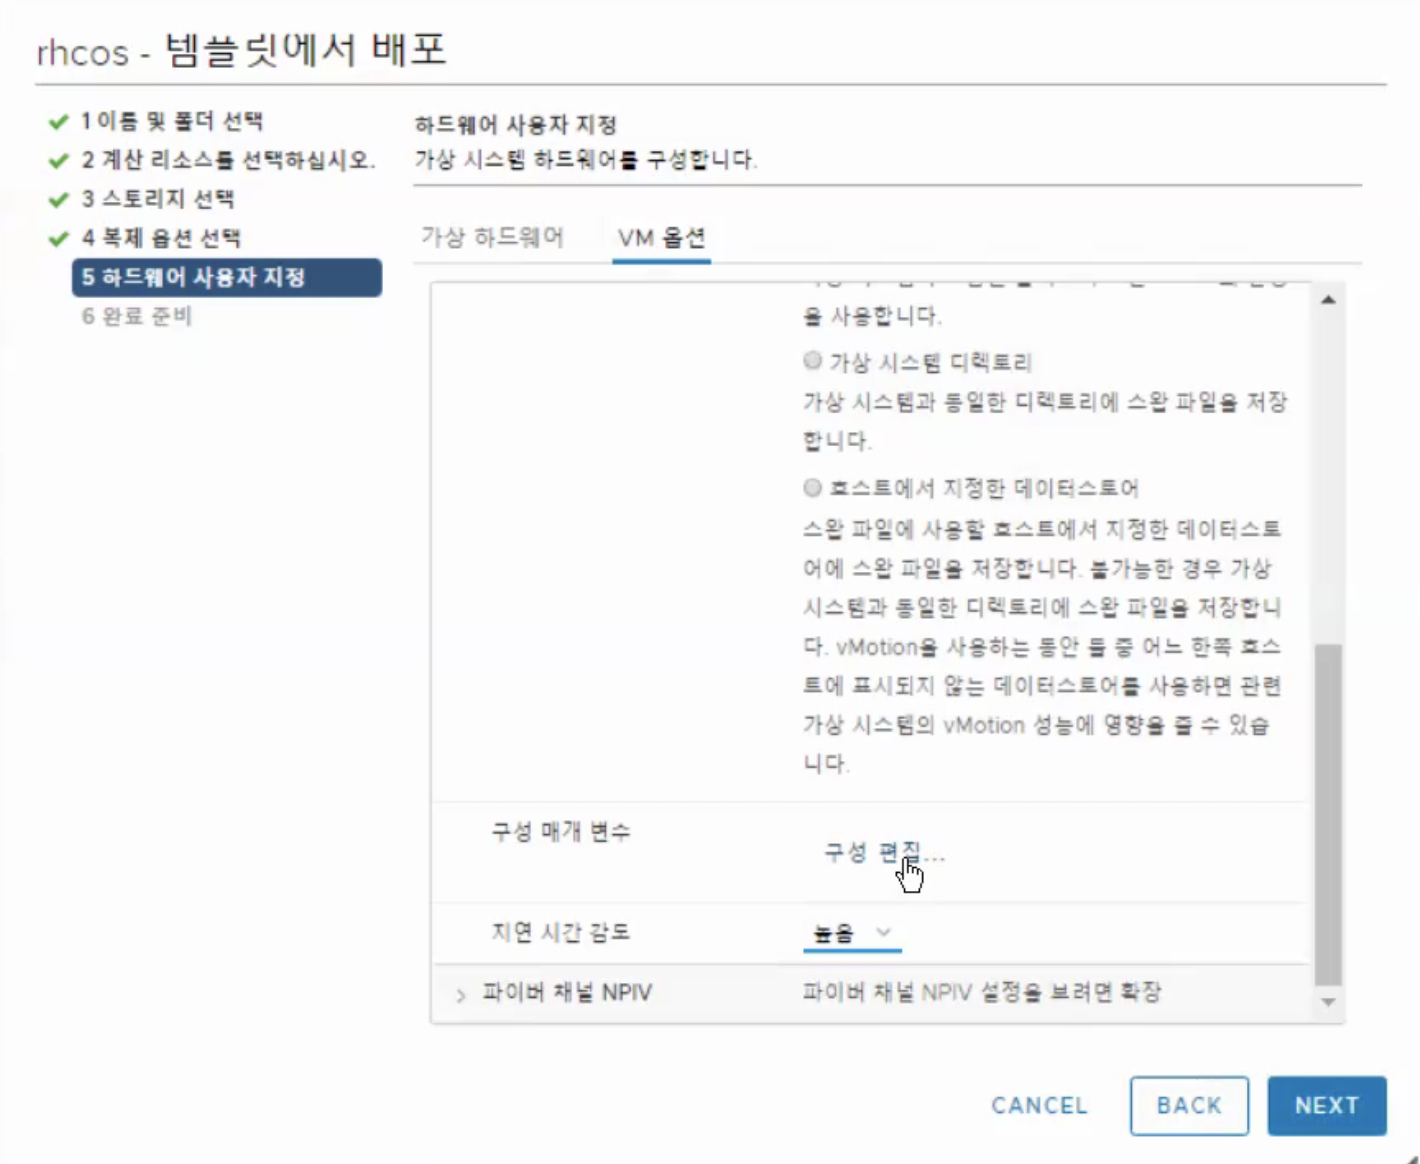 rhcos - 템플릿에서 배포
1 이름 및 폴더 선택
2 계산 리소스를 선택하십시오.
3 스토리지 선택
4 복제 옵션 선택
5 하드웨어 사용자 지정
6 완료 준비
하드웨어 사용자 지정
가상 시스템 하드웨어를 구성합니다.
가상 하드웨어
VM 옵션
을 사용합니다.
가상 시스템 디렉토리
가상 시스템과 동일한 디렉토리에 스왑 파일을 저장
합니다.
호스트에서 지정한 데이터스토어
스왑 파일에 사용할 호스트에서 지정한 데이터스토
어에 스왑 파일을 저장합니다. 불가능한 경우 가상
시스템과 동일한 디렉토리에 스왑 파일을 저장합니
다. vMotion을 사용하는 동안 둘 중 어느 한쪽 호스
트에 표시되지 않는 데이터스토어를 사용하면 관련
가상 시스템의 vMotion 성능에 영향을 줄 수 있습
니다.
구성 매개 변수
구성 편집...
지연 시간 감도
높음
파이버 채널 NPIV
파이버 채널 NPIV 설정을 보려면 확장
CANCEL
BACK
NEXT